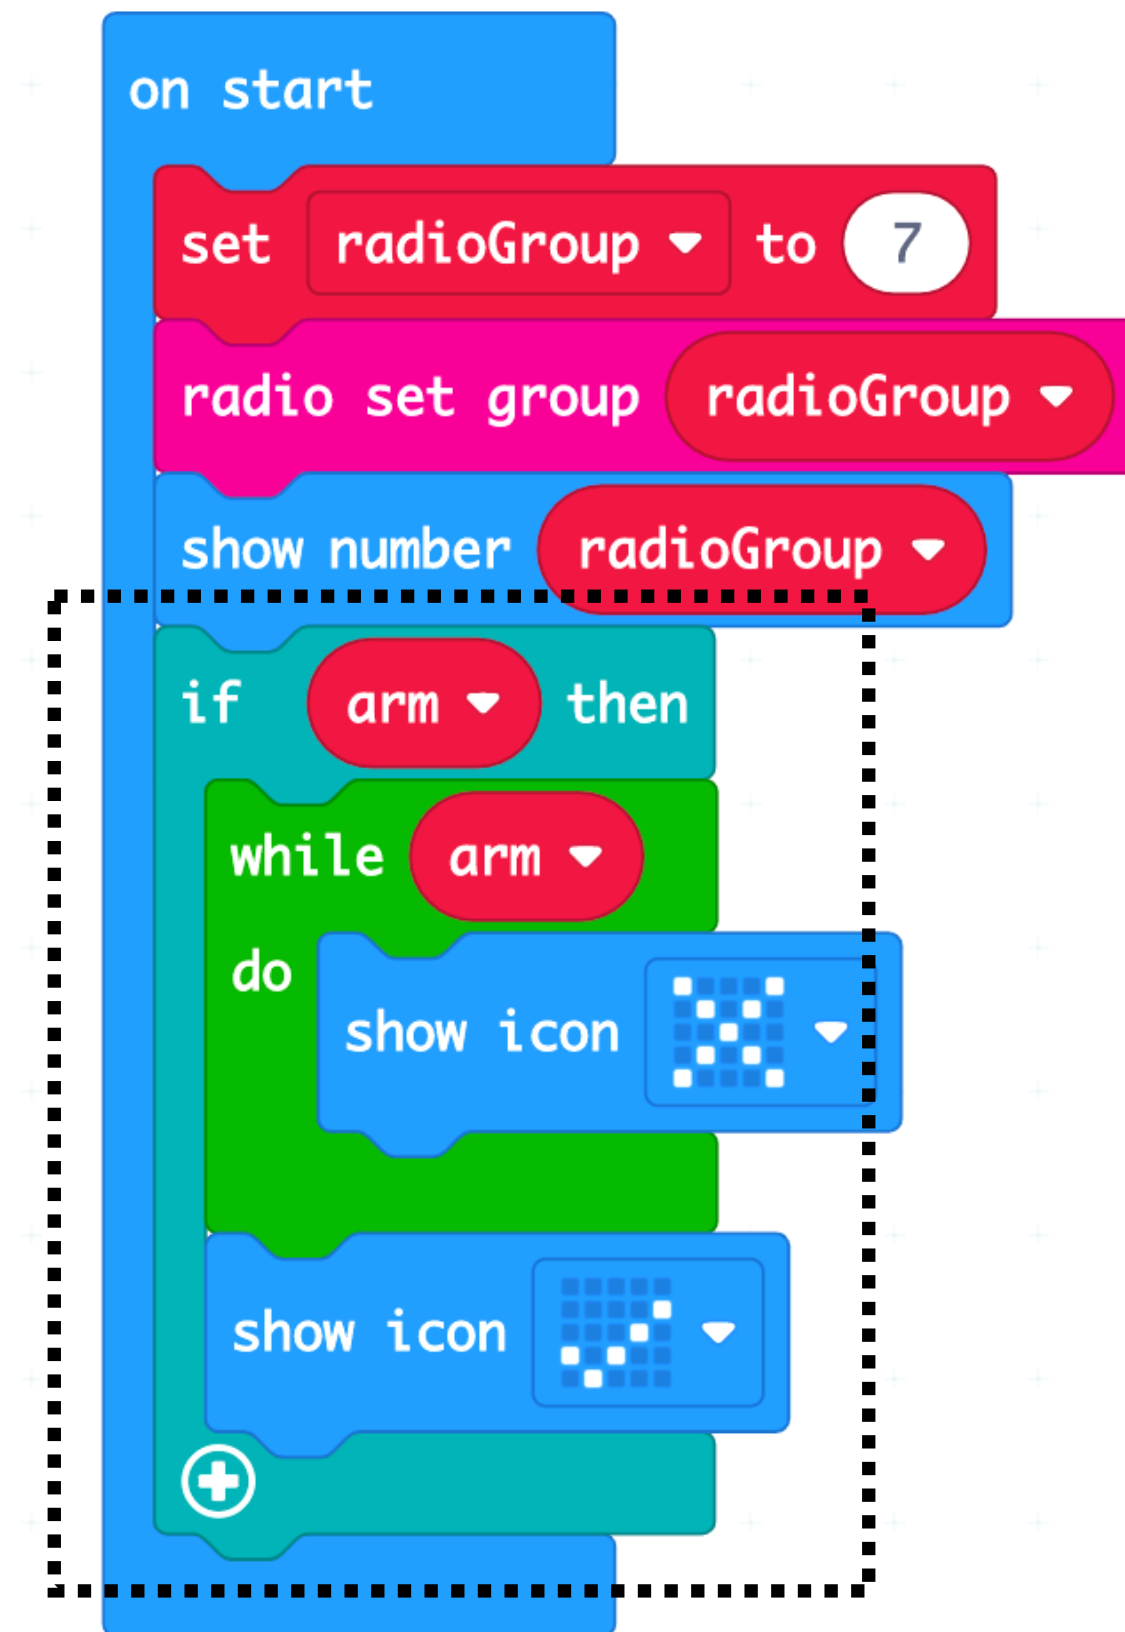 on start
set radioGroup to 7
radio set group radioGroup
show number radioGroup
if arm then
while arm
do
show icon
show icon